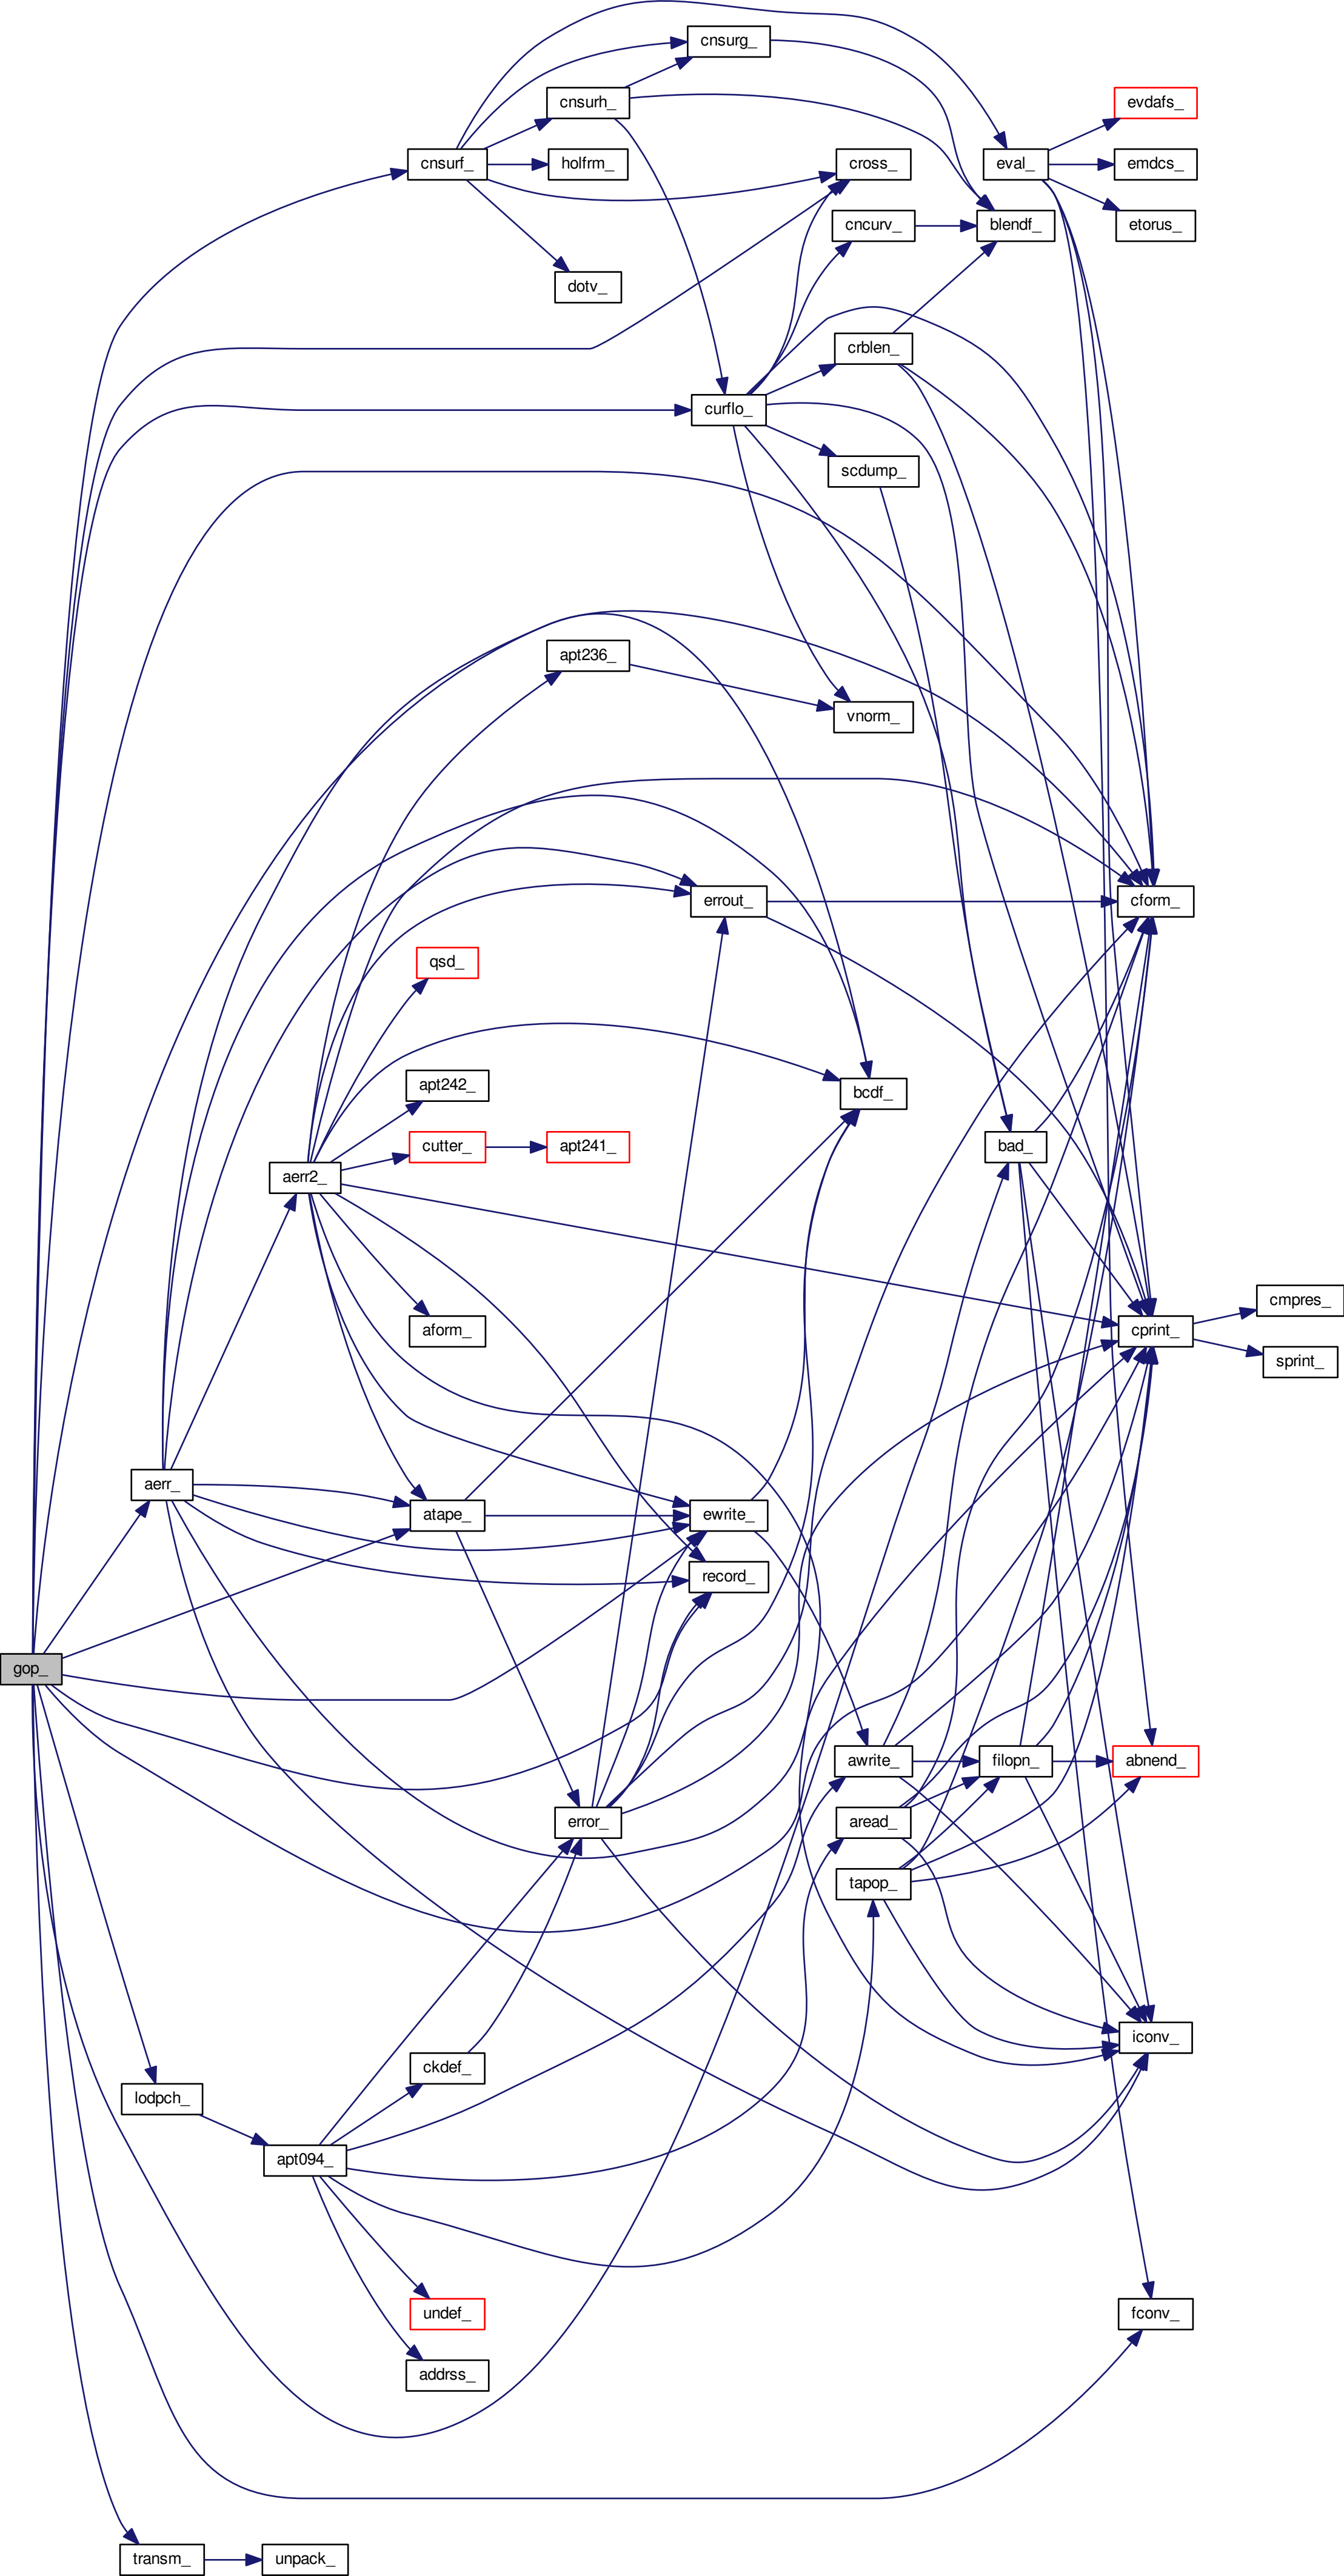 cnsurg_
cnsurh_
evdafs_
cnsurf_
holfrm_
cross_
eval_
emdcs_
cncurv_
blendf_
etorus_
dotv_
crblen_
curflo_
scdump_
apt236_
vnorm_
errout_
cform_
qsd_
apt242_
bcdf_
cutter_
apt241_
bad_
aerr2_
cmpres_
aform_
cprint_
sprint_
aerr_
atape_
ewrite_
record_
gop_
awrite_
filopn_
abnend_
error_
aread_
tapop_
iconv_
ckdef_
lodpch_
apt094_
undef_
fconv_
addrss_
transm_
unpack_